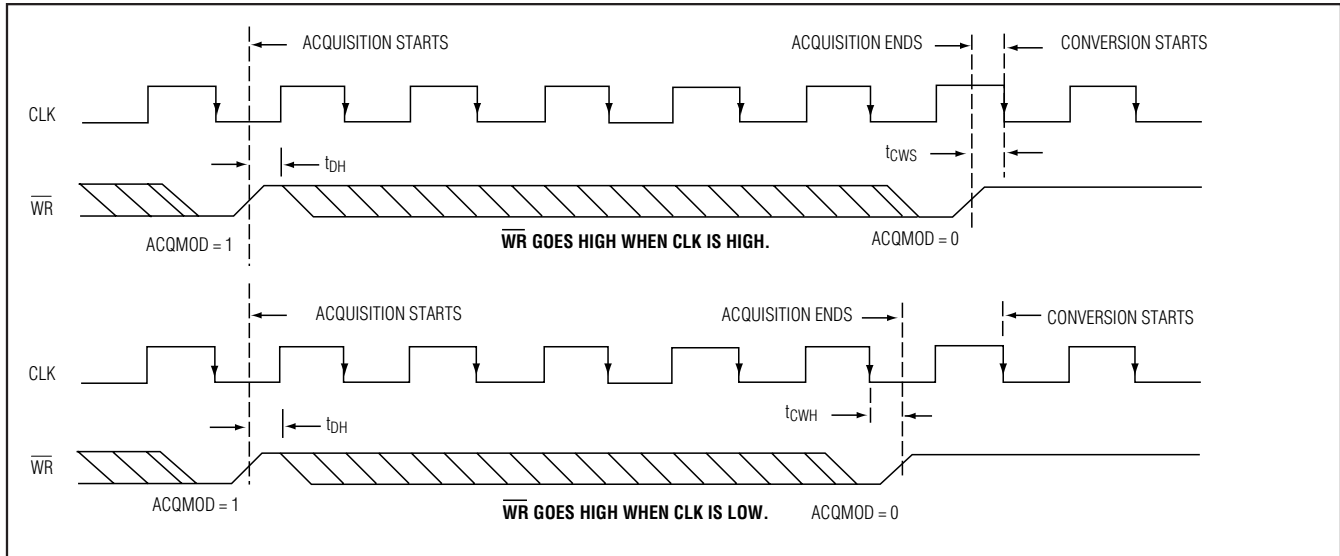 ACQUISITION STARTS
ACQUISITION ENDS
CONVERSION STARTS
CLK
tCWS
tDH
WR
ACQMOD = 1
WR GOES HIGH WHEN CLK IS HIGH.
ACQMOD = 0
ACQUISITION STARTS
ACQUISITION ENDS
CONVERSION STARTS
CLK
tDH
tCWH
WR
ACQMOD = 1
WR GOES HIGH WHEN CLK IS LOW.
ACQMOD = 0